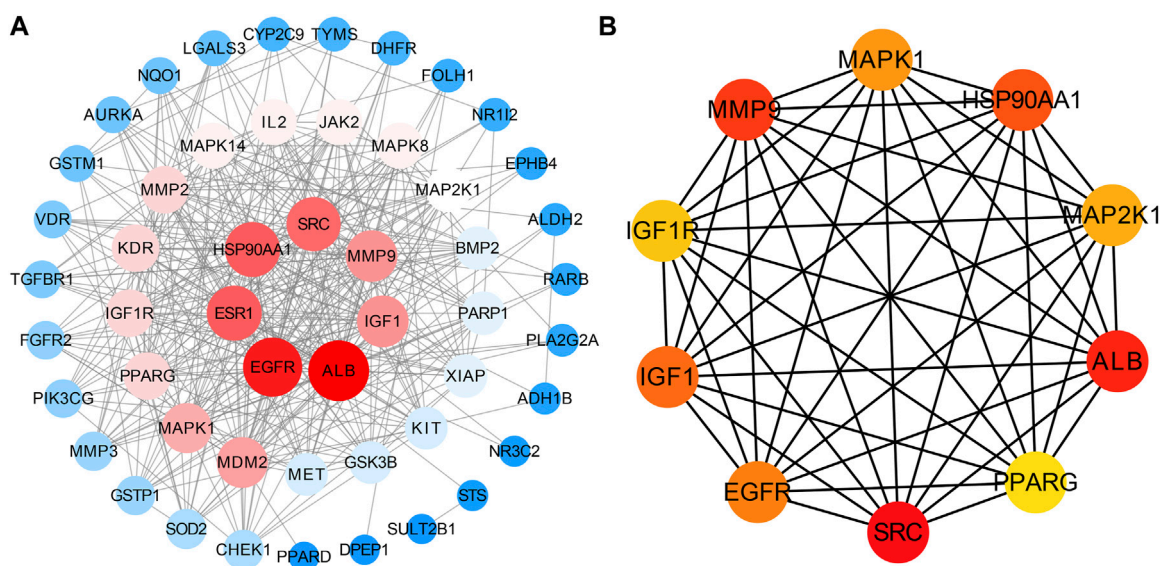 A
CYP2C9
TYMS
LGALS3
DHFR
NQO1
FOLH1
AURKA
NR1I2
GSTM1
EPHB4
VDR
ALDH2
TGFBR1
RARB
FGFR2
PLA2G2A
PIK3CG
ADH1B
MMP3
NR3C2
GSTP1
STS
SOD2
SULT2B1
CHEK1
PPARD
DPEP1
IL2
JAK2
MAPK14
MAPK8
MMP2
MAP2K1
KDR
BMP2
IGF1R
PARP1
PPARG
XIAP
MAPK1
KIT
MDM2
MET
GSK3B
SRC
HSP90AA1
MMP9
ESR1
IGF1
EGFR
ALB
B
MAPK1
MMP9
HSP90AA1
IGF1R
MAP2K1
IGF1
ALB
EGFR
PPARG
SRC